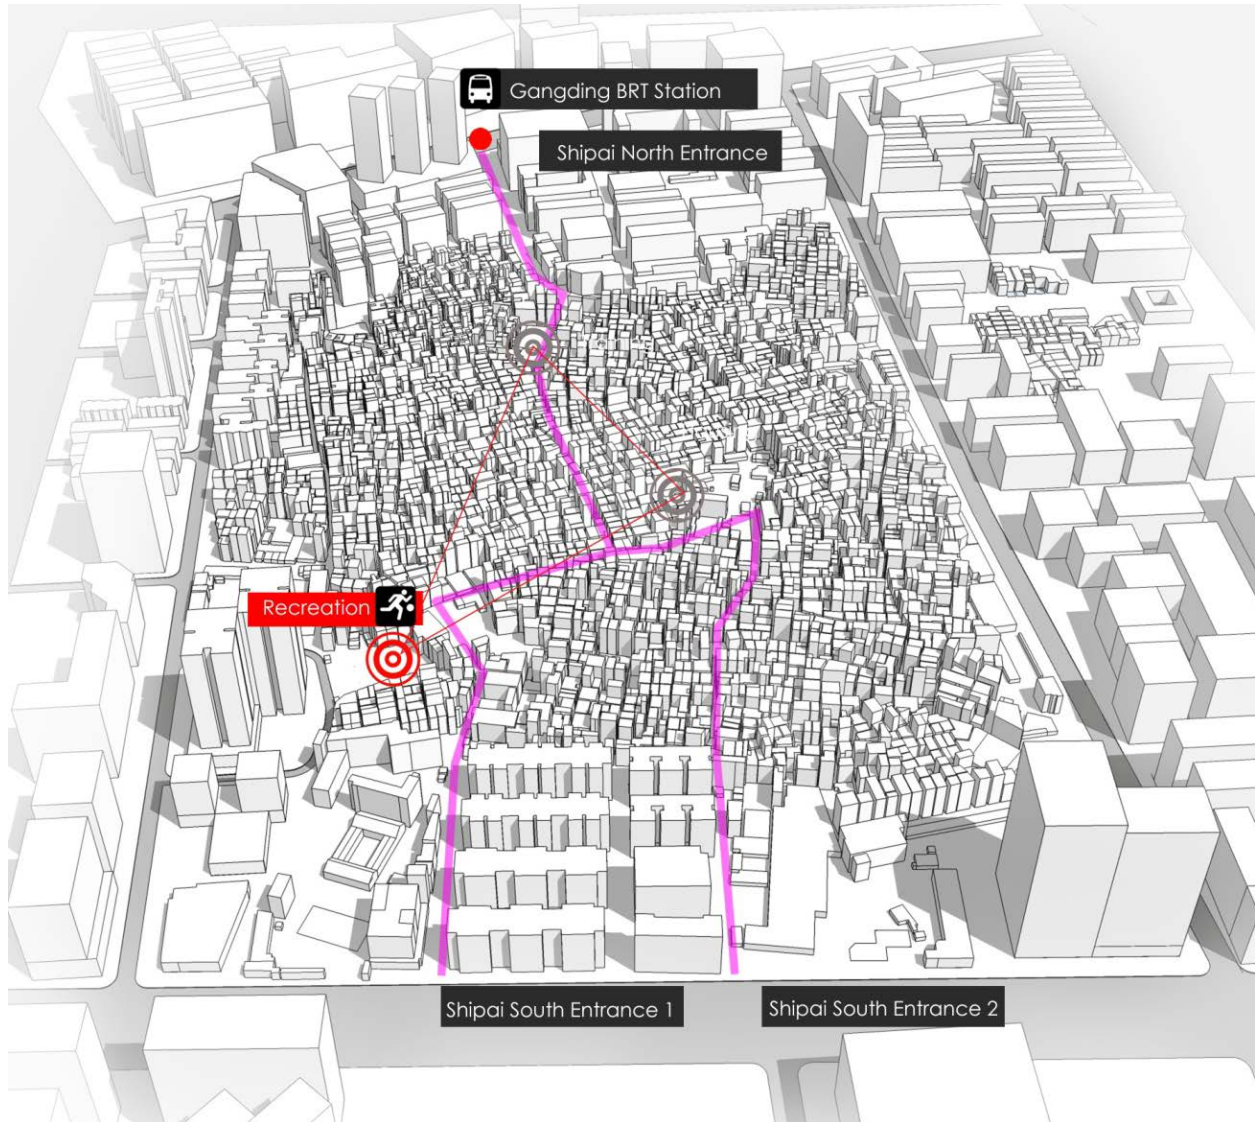 Gangding BRT Station
Shipai North Entrance
Recreation
Shipai South Entrance 1
Shipai South Entrance 2